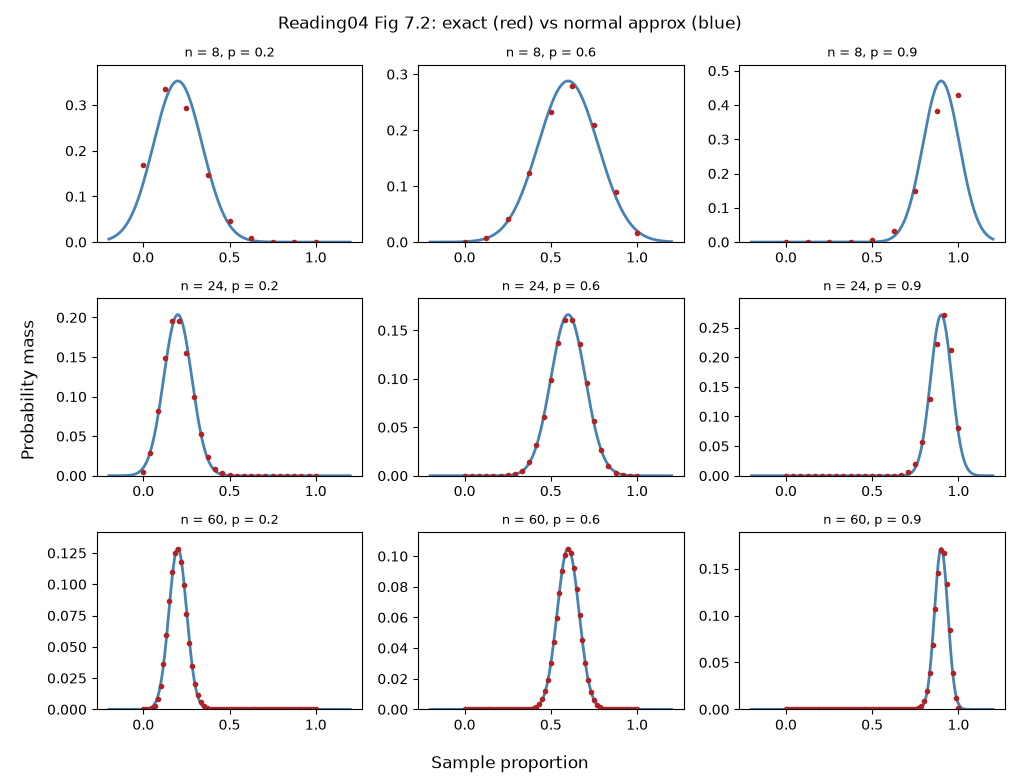 Reading04 Fig 7.2: exact (red) vs normal approx (blue)
n = 8, p = 0.2
0.3
0.2
0.1
0.0
0.0 0.5 1.0
n = 8, p = 0.6
0.3
0.2
0.1
0.0
0.0 0.5 1.0
n = 8, p = 0.9
0.5
0.4
0.3
0.2
0.1
0.0
0.0 0.5 1.0
Probability mass
n = 24, p = 0.2
0.20
0.15
0.10
0.05
0.00
0.0 0.5 1.0
n = 24, p = 0.6
0.15
0.10
0.05
0.00
0.0 0.5 1.0
n = 24, p = 0.9
0.25
0.20
0.15
0.10
0.05
0.00
0.0 0.5 1.0
n = 60, p = 0.2
0.125
0.100
0.075
0.050
0.025
0.000
0.0 0.5 1.0
n = 60, p = 0.6
0.10
0.08
0.06
0.04
0.02
0.00
0.0 0.5 1.0
n = 60, p = 0.9
0.15
0.10
0.05
0.00
0.0 0.5 1.0
Sample proportion